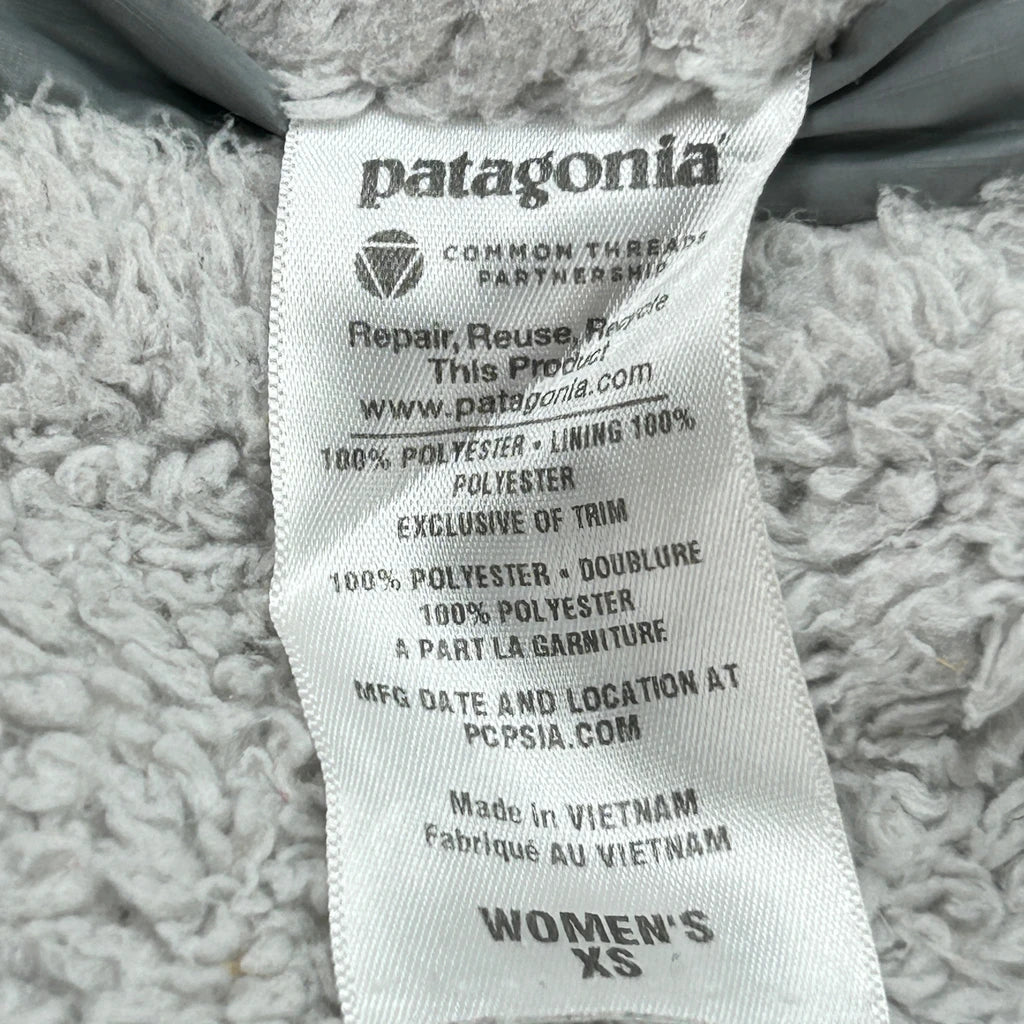 patagonia
COMMON THREADS
PARTNERSHIP
Repair, Reuse, Recycle
This Product
www.patagonia.com
100% POLYESTER • LINING 100%
POLYESTER
EXCLUSIVE OF TRIM
100% POLYESTER • DOUBLURE
100% POLYESTER
A PART LA GARNITURE
MFG DATE AND LOCATION AT
PCPSIA.COM
Made in VIETNAM
Fabriqué AU VIETNAM
WOMEN'S
XS